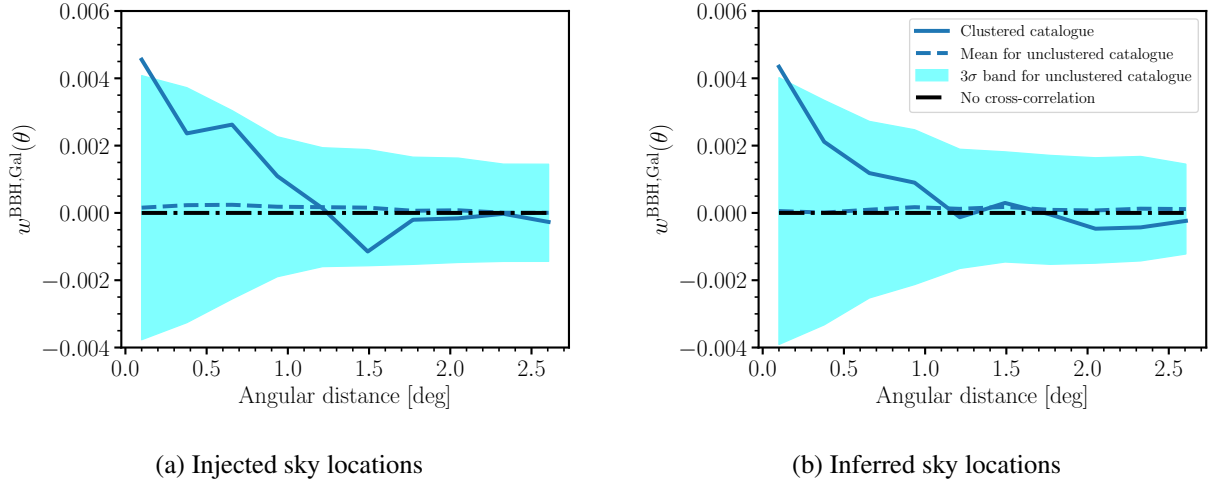 0.006
0.004
0.002
0.000
−0.002
−0.004
w^{BBH,Gal}(θ)
0.0 0.5 1.0 1.5 2.0 2.5
Angular distance [deg]
(a) Injected sky locations
0.006
0.004
0.002
0.000
−0.002
−0.004
w^{BBH,Gal}(θ)
Clustered catalogue
Mean for unclustered catalogue
3σ band for unclustered catalogue
No cross-correlation
0.0 0.5 1.0 1.5 2.0 2.5
Angular distance [deg]
(b) Inferred sky locations